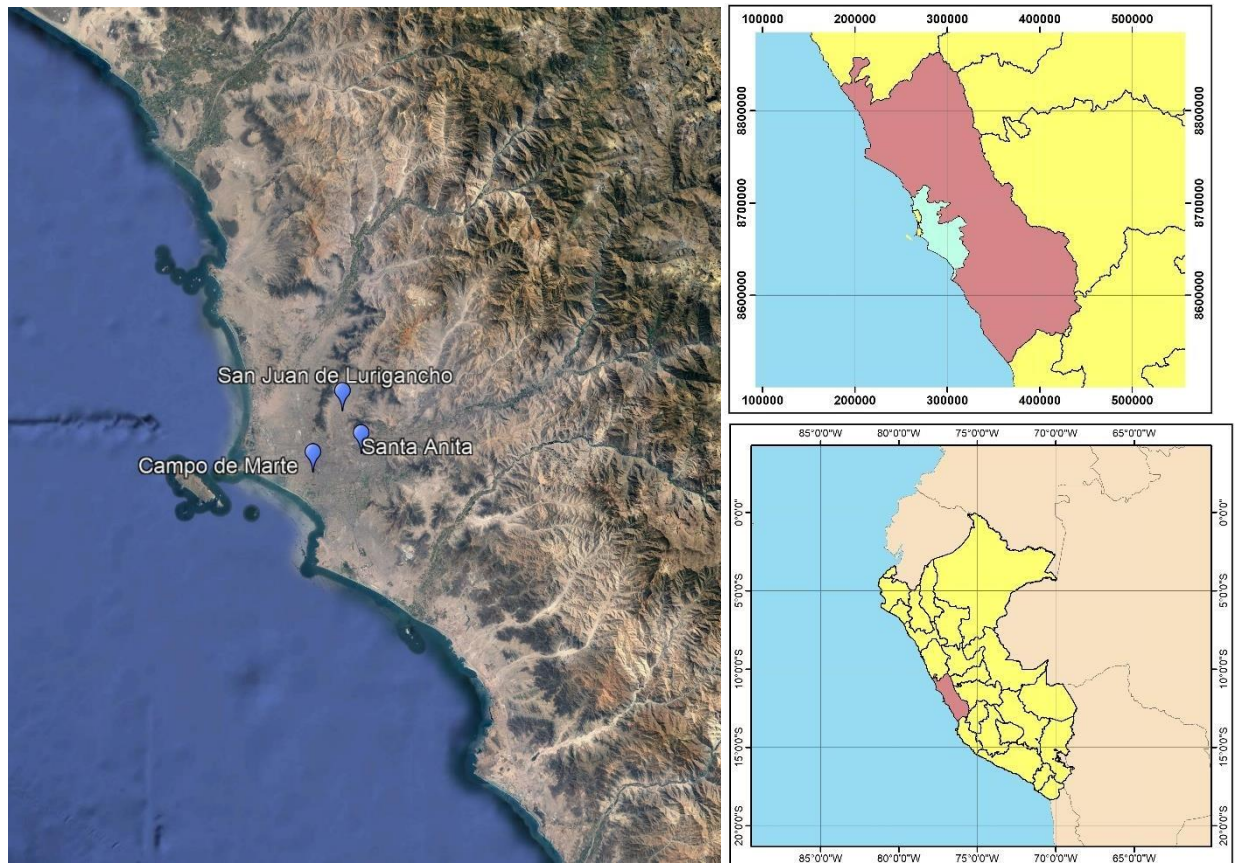 San Juan de Lurigancho
Santa Anita
Campo de Marte
100000 200000 300000 400000 500000
8800000 8800000
8700000 8700000
8600000 8600000
100000 200000 300000 400000 500000
85°0'0"W 80°0'0"W 75°0'0"W 70°0'0"W 65°0'0"W
0°0'0" 0°0'0"
5°0'0"S 5°0'0"S
10°0'0"S 10°0'0"S
15°0'0"S 15°0'0"S
20°0'0"S 20°0'0"S
85°0'0"W 80°0'0"W 75°0'0"W 70°0'0"W 65°0'0"W